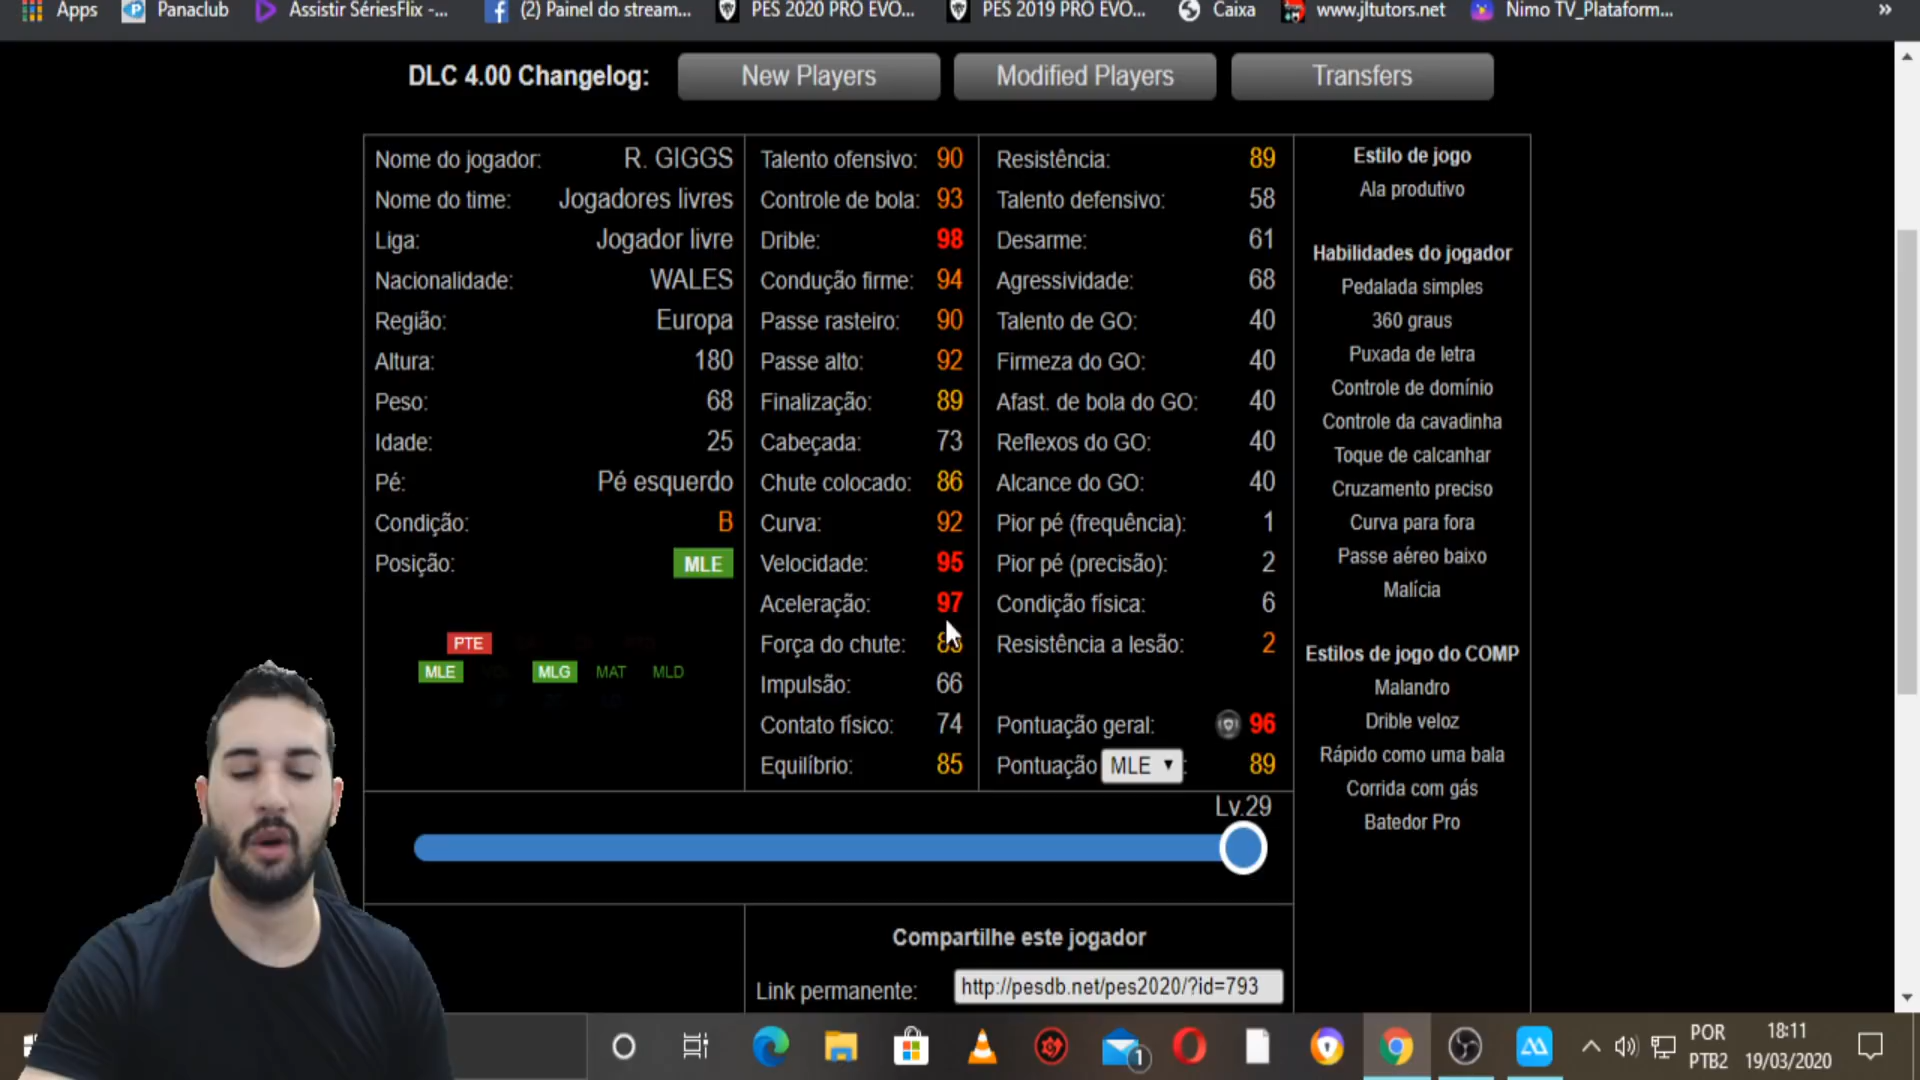 Apps Panaclub Assistir SériesFlix -... (2) Painel do stream... PES 2020 PRO EVO... PES 2019 PRO EVO... Caixa www.jltutors.net Nimo TV_Plataform... »
DLC 4.00 Changelog: New Players Modified Players Transfers
Nome do jogador: R. GIGGS
Nome do time: Jogadores livres
Liga: Jogador livre
Nacionalidade: WALES
Região: Europa
Altura: 180
Peso: 68
Idade: 25
Pé: Pé esquerdo
Condição: B
Posição: MLE
PTE
MLE MLG MAT MLD
Talento ofensivo: 90
Controle de bola: 93
Drible: 98
Condução firme: 94
Passe rasteiro: 90
Passe alto: 92
Finalização: 89
Cabeçada: 73
Chute colocado: 86
Curva: 92
Velocidade: 95
Aceleração: 97
Força do chute:
Impulsão: 66
Contato físico: 74
Equilíbrio: 85
Resistência: 89
Talento defensivo: 58
Desarme: 61
Agressividade: 68
Talento de GO: 40
Firmeza do GO: 40
Afast. de bola do GO: 40
Reflexos do GO: 40
Alcance do GO: 40
Pior pé (frequência): 1
Pior pé (precisão): 2
Condição física: 6
Resistência a lesão: 2
Pontuação geral: 96
Pontuação MLE : 89
Estilo de jogo
Ala produtivo
Habilidades do jogador
Pedalada simples
360 graus
Puxada de letra
Controle de domínio
Controle da cavadinha
Toque de calcanhar
Cruzamento preciso
Curva para fora
Passe aéreo baixo
Malícia
Estilos de jogo do COMP
Malandro
Drible veloz
Rápido como uma bala
Corrida com gás
Batedor Pro
Lv.29
Compartilhe este jogador
Link permanente: http://pesdb.net/pes2020/?id=793
1
POR
PTB2
18:11
19/03/2020